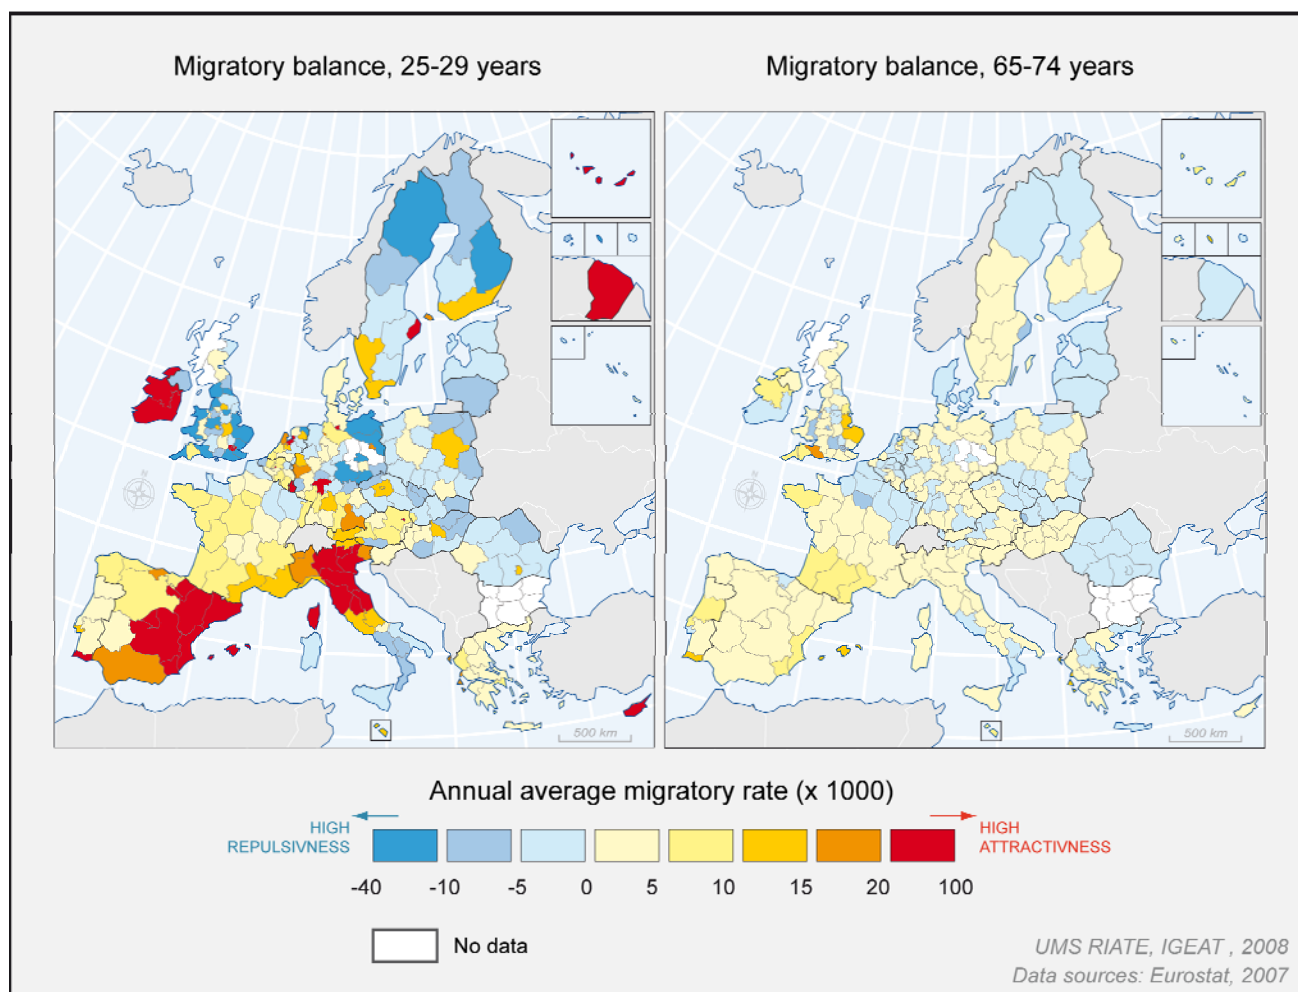 Migratory balance, 25-29 years
Migratory balance, 65-74 years
500 km
500 km
Annual average migratory rate (x 1000)
HIGH
REPULSIVNESS
HIGH
ATTRACTIVNESS
-40 -10 -5 0 5 10 15 20 100
No data
UMS RIATE, IGEAT , 2008
Data sources: Eurostat, 2007